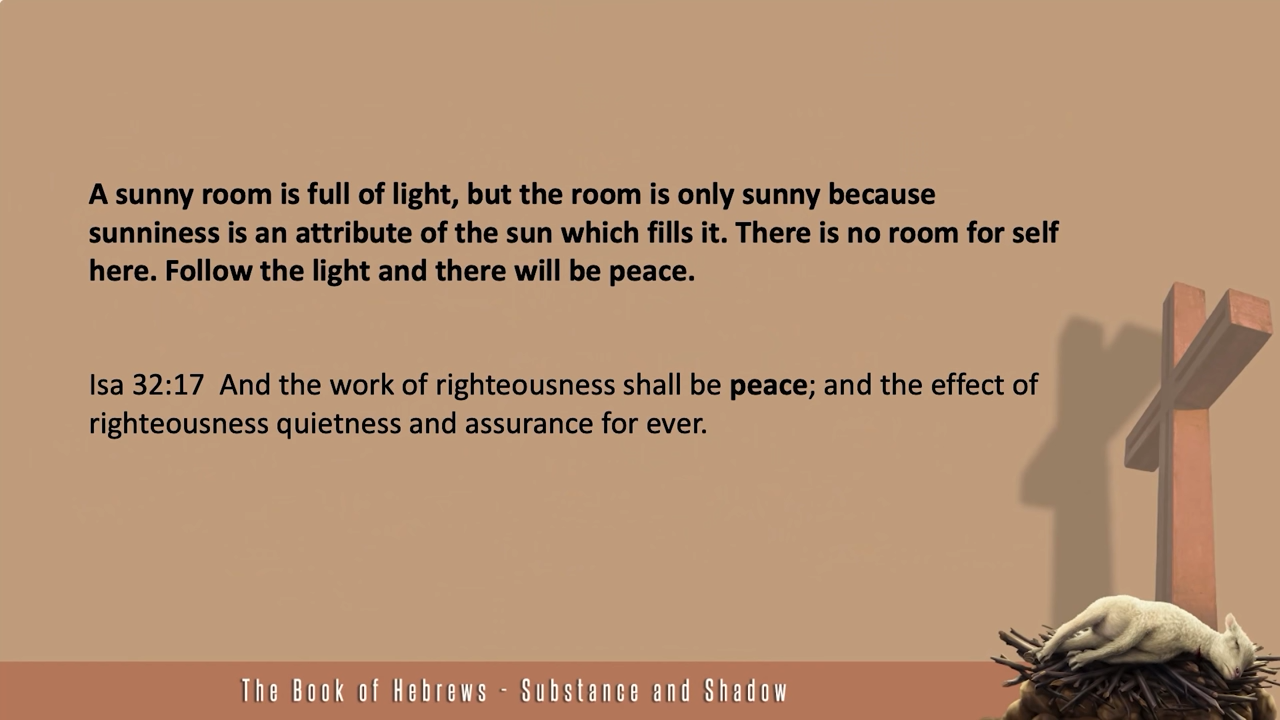 A sunny room is full of light, but the room is only sunny because
sunniness is an attribute of the sun which fills it. There is no room for self
here. Follow the light and there will be peace.
Isa 32:17  And the work of righteousness shall be peace; and the effect of
righteousness quietness and assurance for ever.
The Book of Hebrews - Substance and Shadow